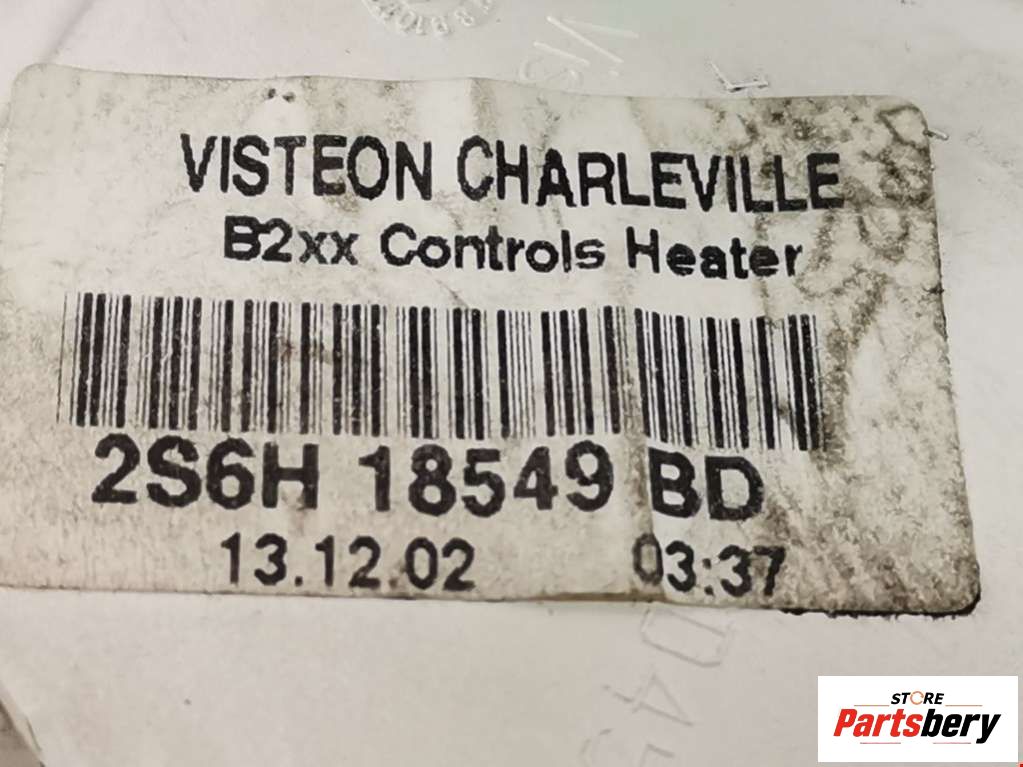 VISTEON CHARLEVILLE
B2xx Controls Heater
2S6H 18549 BD
13.12.02 03:37
STORE
Partsbery